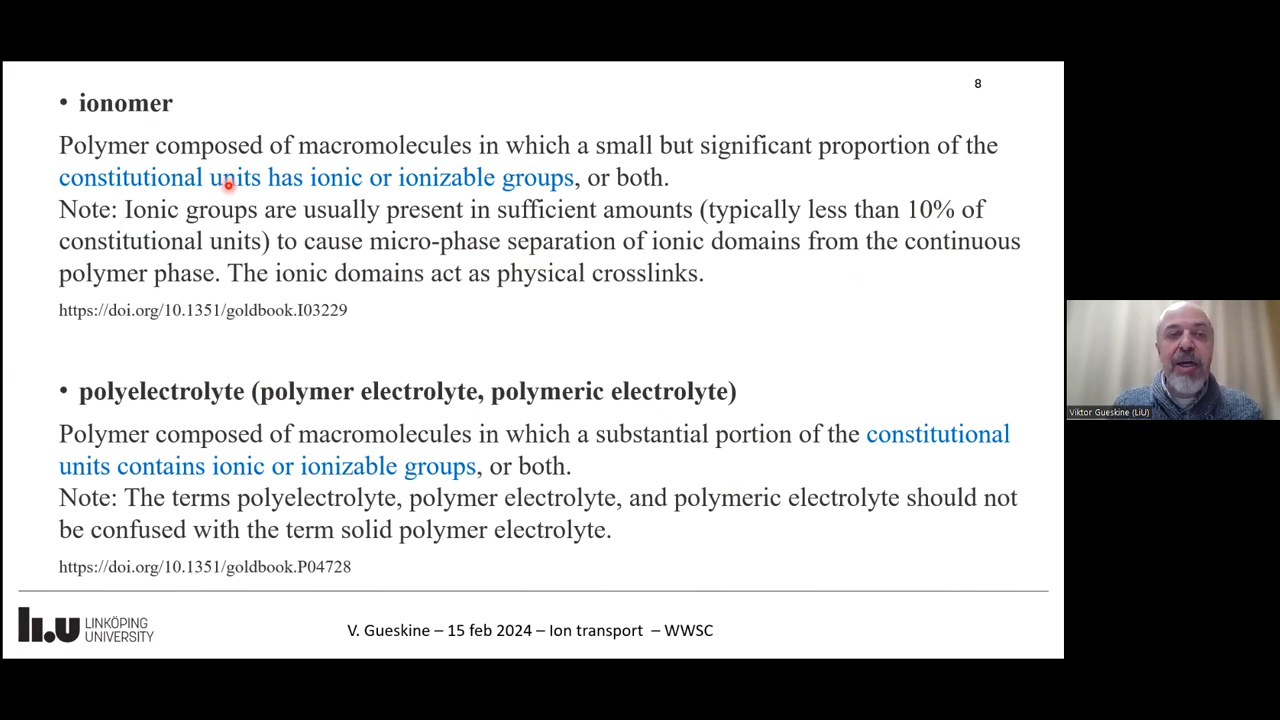 8
• ionomer
Polymer composed of macromolecules in which a small but significant proportion of the
constitutional units has ionic or ionizable groups, or both.
Note: Ionic groups are usually present in sufficient amounts (typically less than 10% of
constitutional units) to cause micro-phase separation of ionic domains from the continuous
polymer phase. The ionic domains act as physical crosslinks.
https://doi.org/10.1351/goldbook.I03229
• polyelectrolyte (polymer electrolyte, polymeric electrolyte)
Polymer composed of macromolecules in which a substantial portion of the constitutional
units contains ionic or ionizable groups, or both.
Note: The terms polyelectrolyte, polymer electrolyte, and polymeric electrolyte should not
be confused with the term solid polymer electrolyte.
https://doi.org/10.1351/goldbook.P04728
li.u LINKÖPING
UNIVERSITY
V. Gueskine – 15 feb 2024 – Ion transport – WWSC
Viktor Gueskine (LiU)